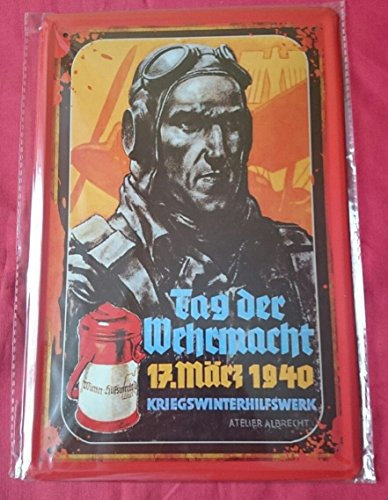 Tag der
Wehrmacht
17. März 1940
KRIEGSWINTERHILFSWERK
ATELIER ALBRECHT